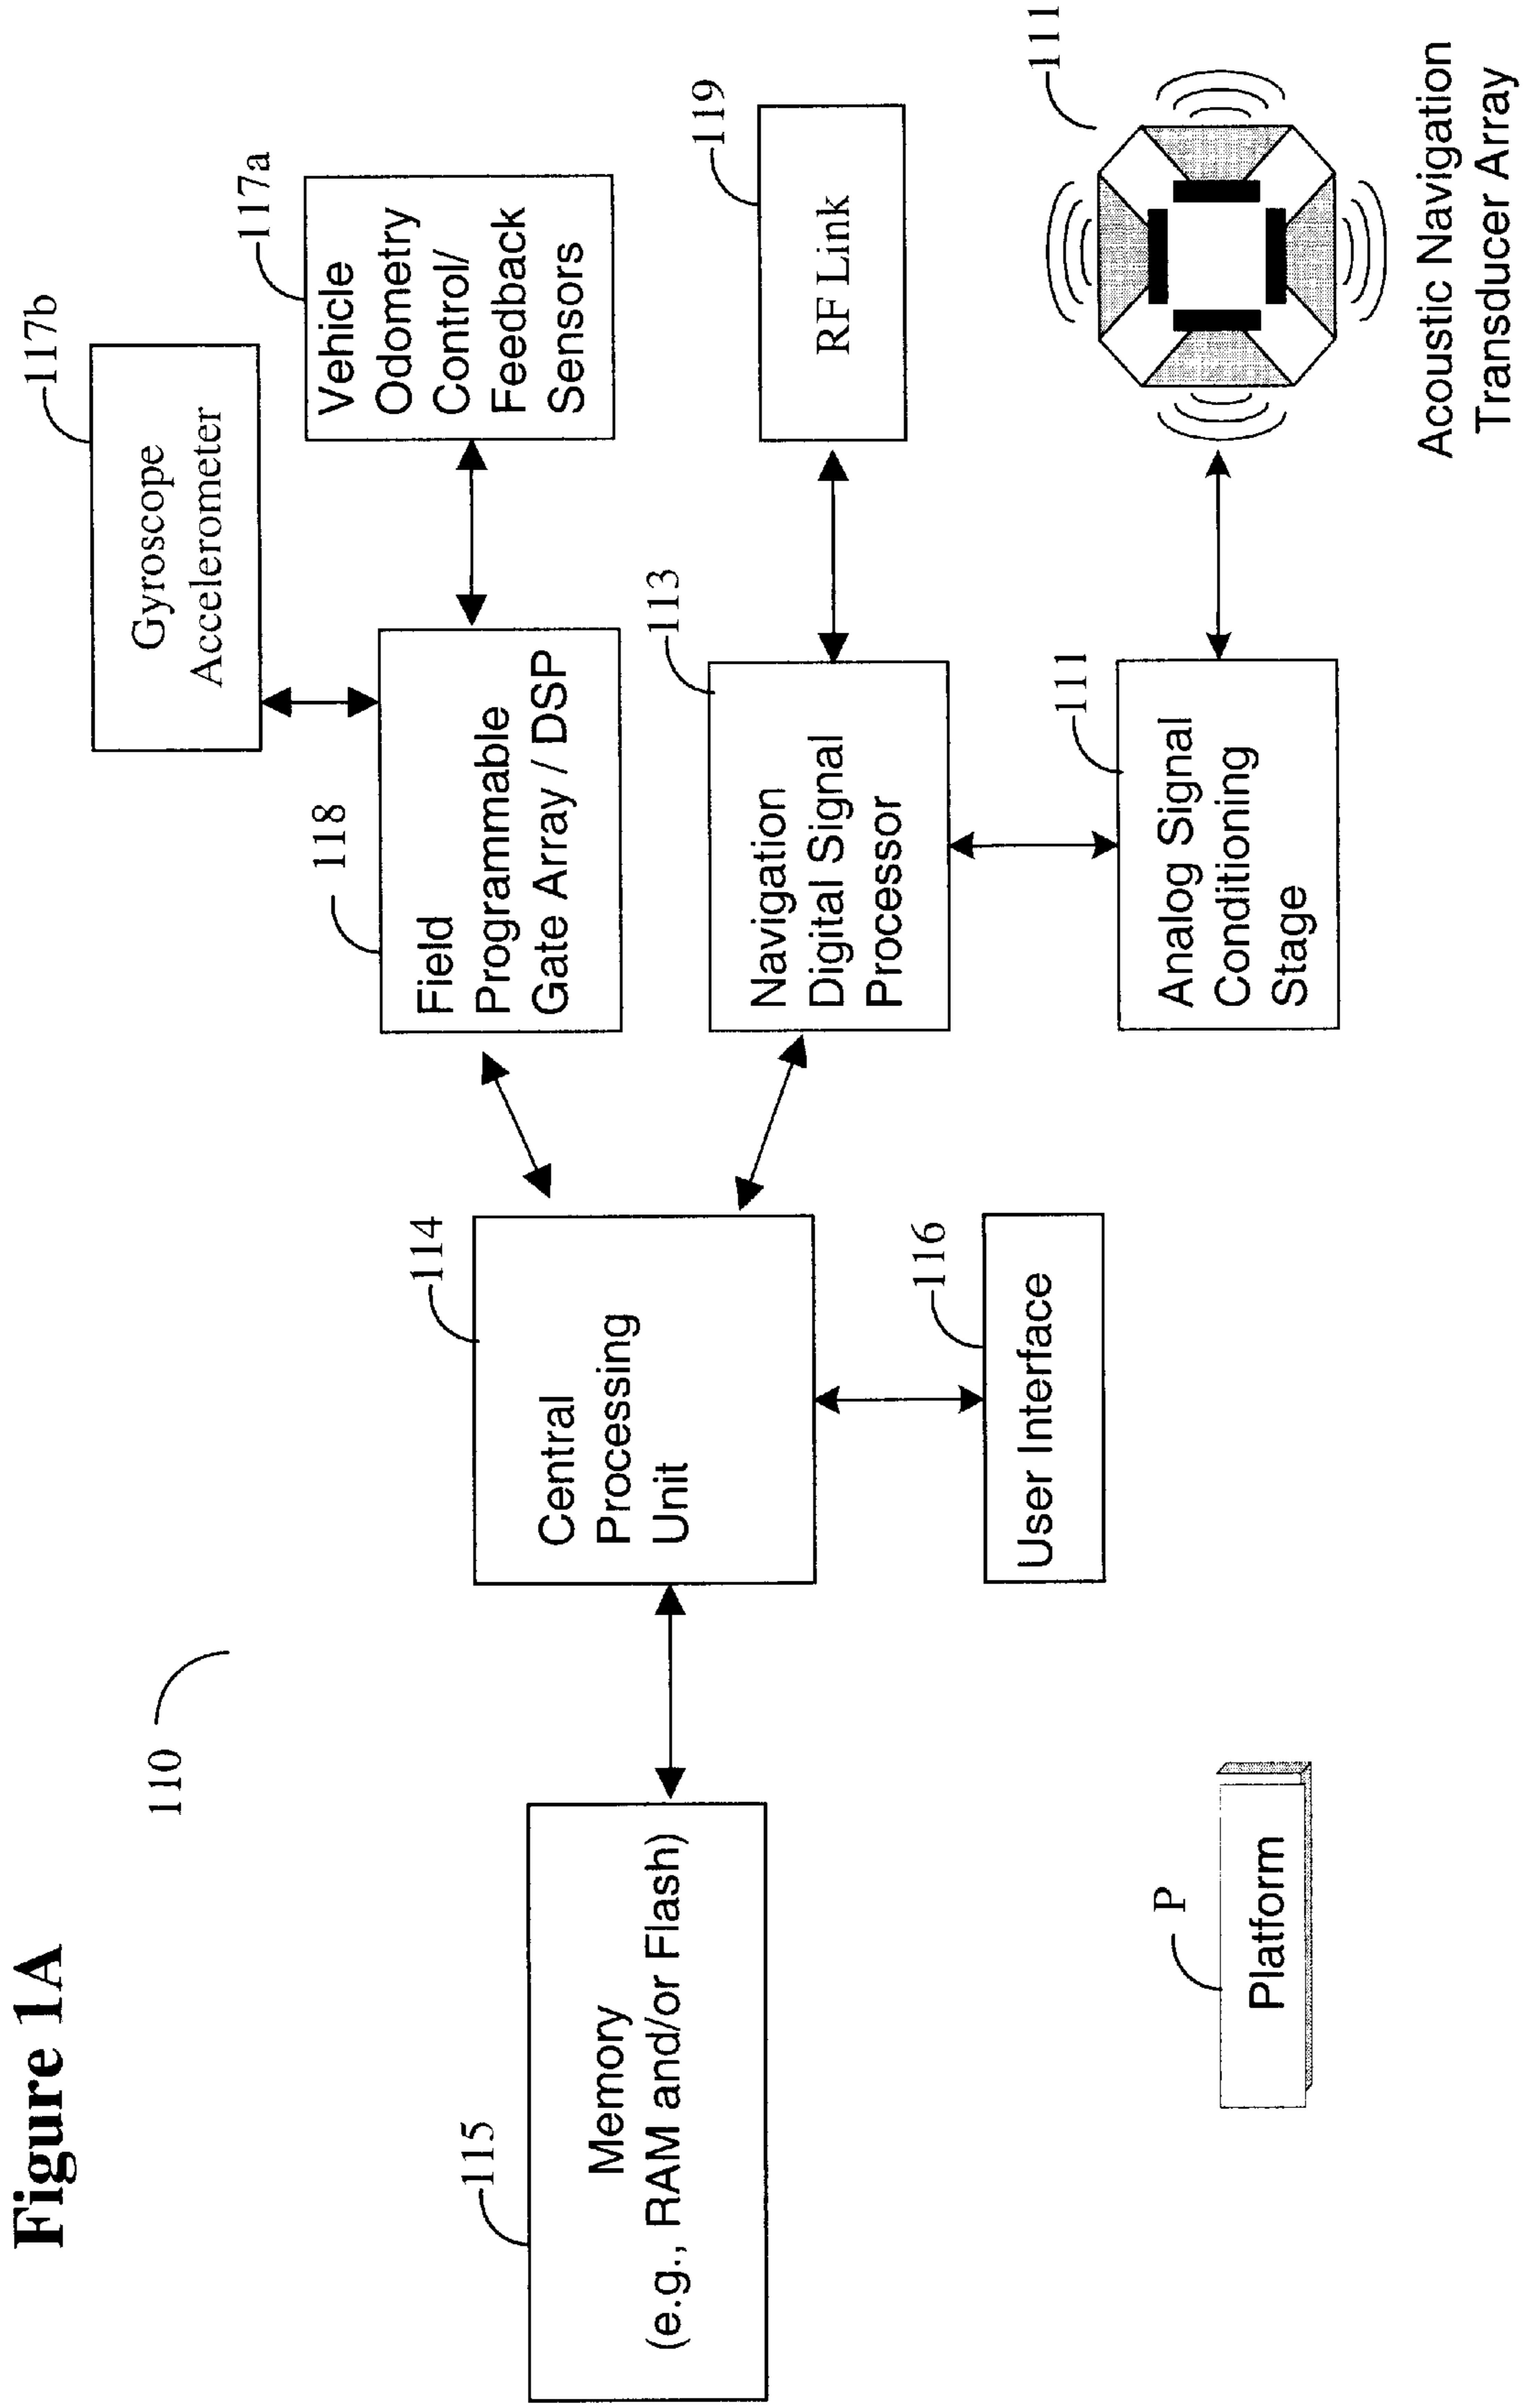 Figure 1A
110
117b
Gyroscope
Accelerometer
117a
Vehicle
Odometry
Control/
Feedback
Sensors
118
Field
Programmable
Gate Array / DSP
114
Central
Processing
Unit
115
Memory
(e.g., RAM and/or Flash)
113
Navigation
Digital Signal
Processor
119
RF Link
116
User Interface
111
Analog Signal
Conditioning
Stage
111
Acoustic Navigation
Transducer Array
P
Platform